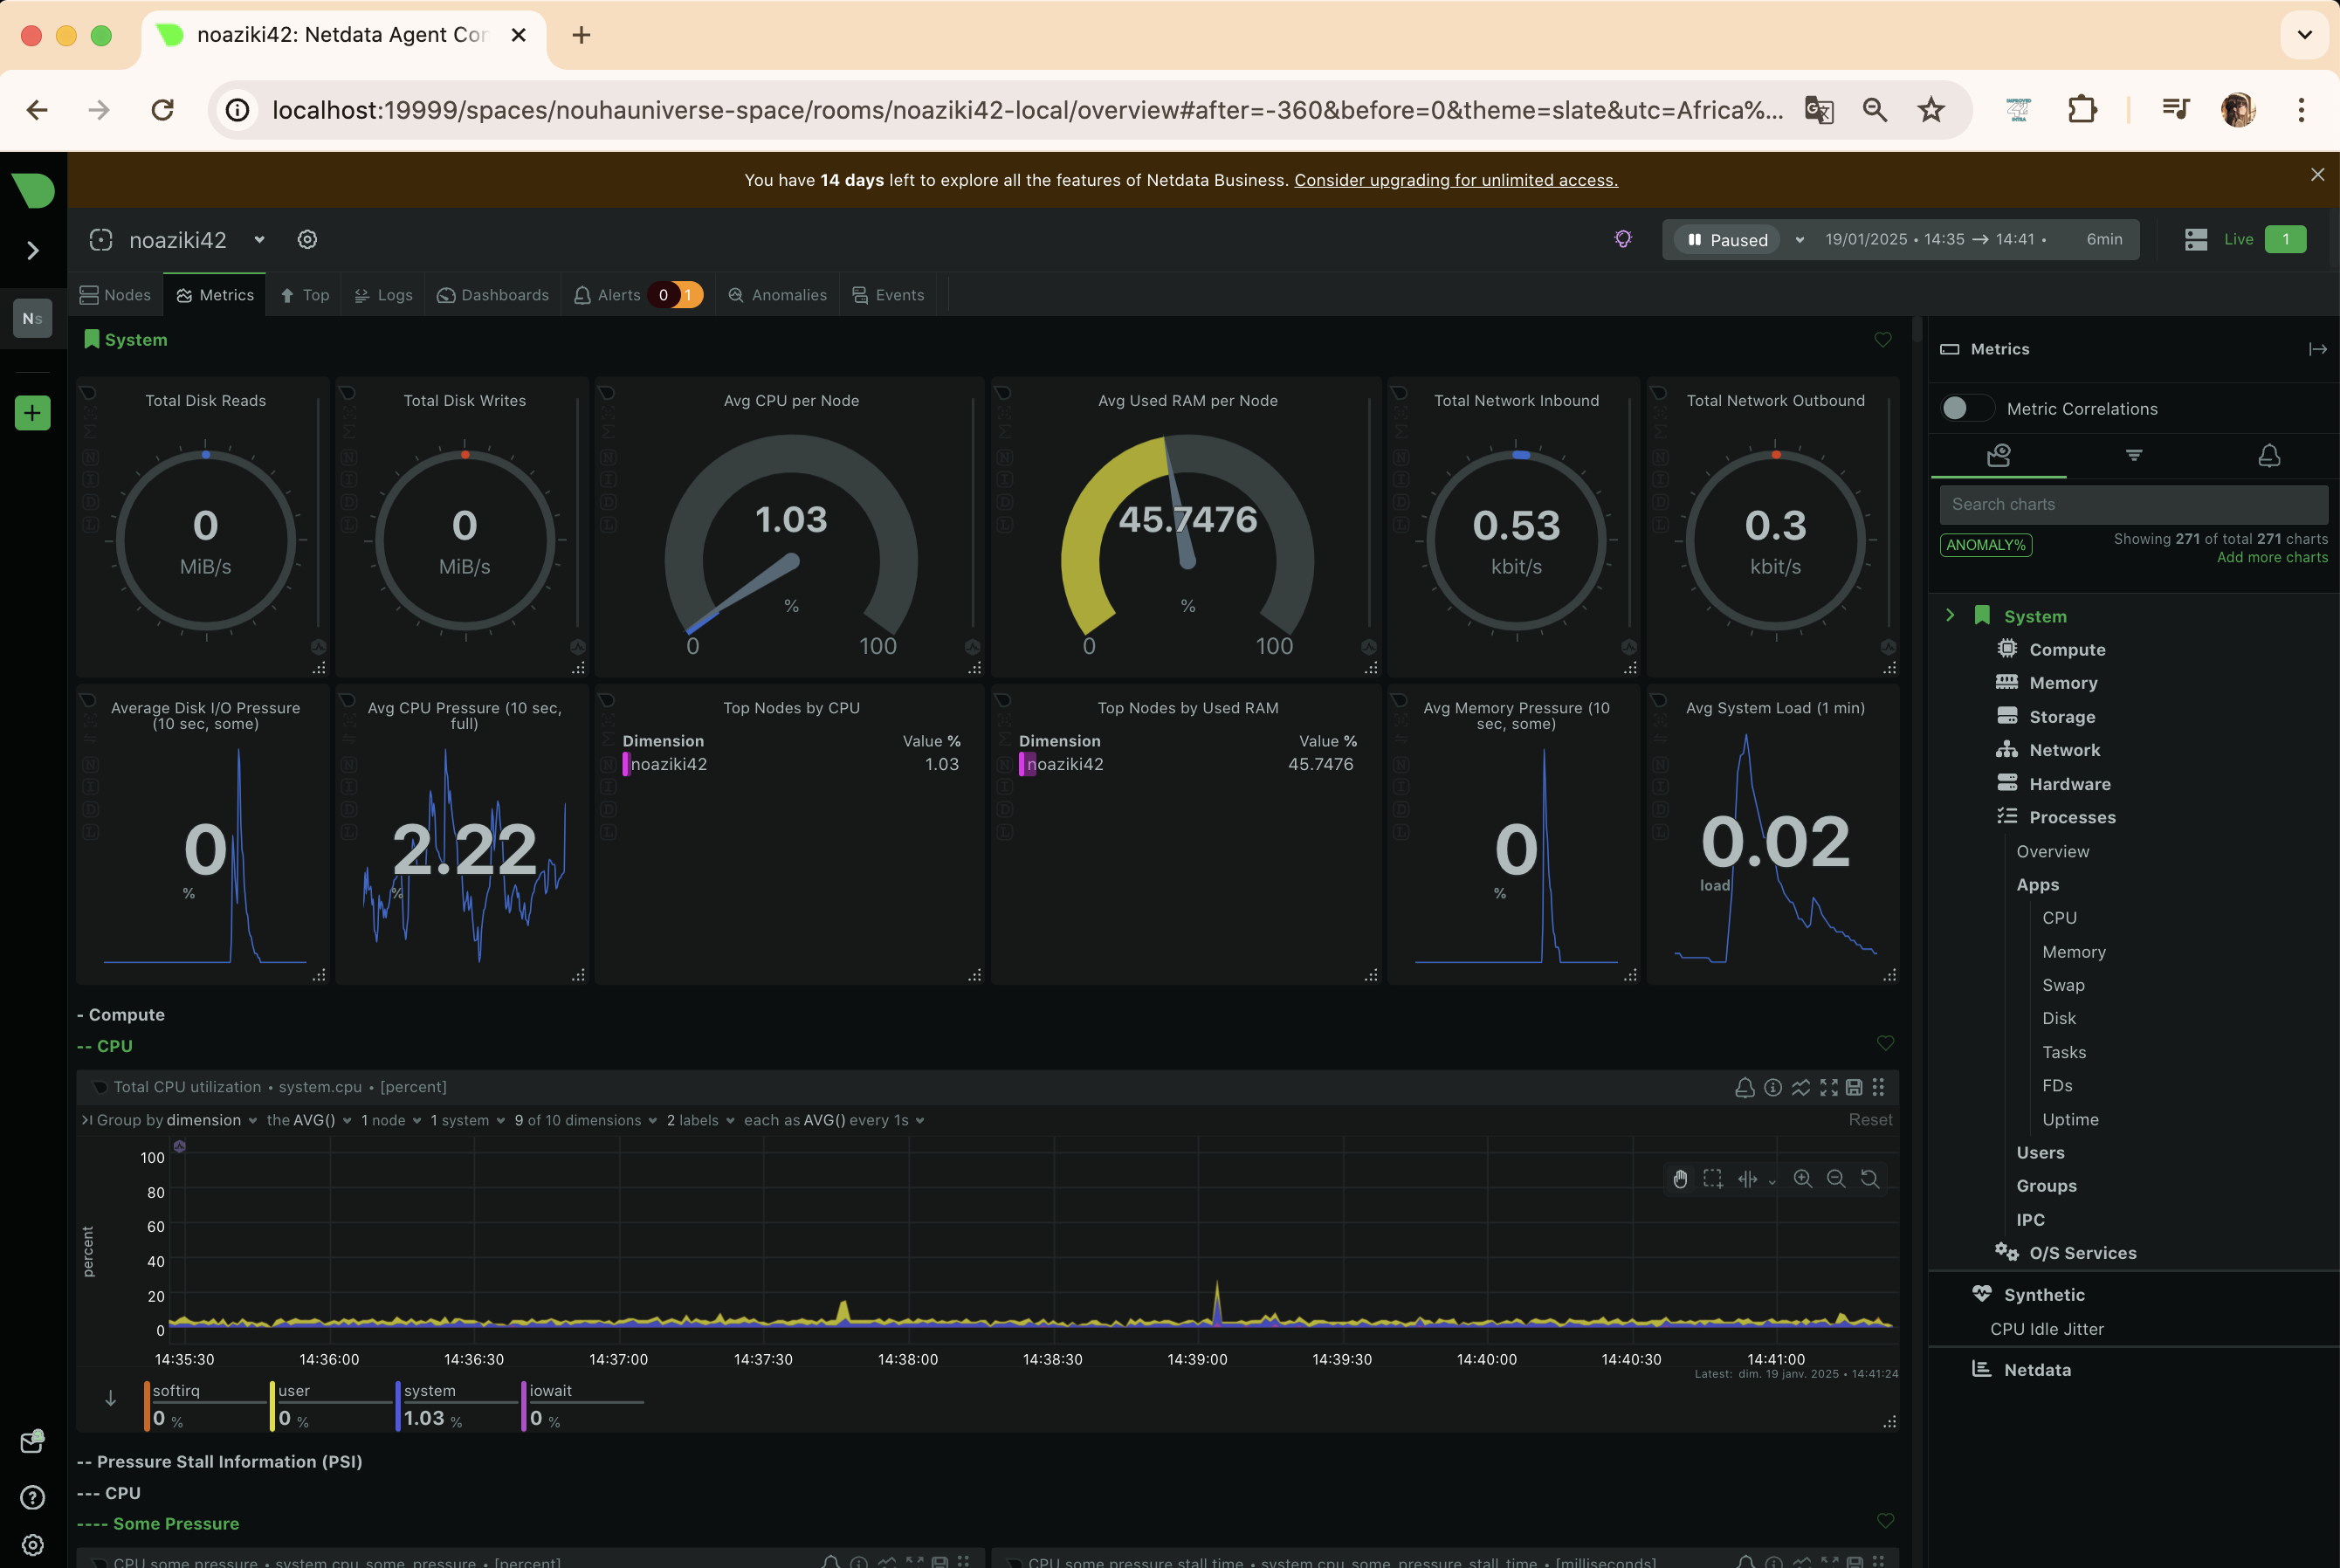 noaziki42: Netdata Agent Con
localhost:19999/spaces/nouhauniverse-space/rooms/noaziki42-local/overview#after=-360&before=0&theme=slate&utc=Africa%...
You have 14 days left to explore all the features of Netdata Business. Consider upgrading for unlimited access.
noaziki42
Paused
19/01/2025 • 14:35 → 14:41 •
6min
Live
1
Ns
Nodes
Metrics
Top
Logs
Dashboards
Alerts
0
1
Anomalies
Events
System
Total Disk Reads
0
MiB/s
Total Disk Writes
0
MiB/s
Avg CPU per Node
1.03
%
0
100
Avg Used RAM per Node
45.7476
%
0
100
Total Network Inbound
0.53
kbit/s
Total Network Outbound
0.3
kbit/s
Average Disk I/O Pressure
(10 sec, some)
0
%
Avg CPU Pressure (10 sec,
full)
2.22
%
Top Nodes by CPU
Dimension Value %
noaziki42 1.03
Top Nodes by Used RAM
Dimension Value %
noaziki42 45.7476
Avg Memory Pressure (10
sec, some)
0
%
Avg System Load (1 min)
0.02
load
- Compute
-- CPU
Total CPU utilization • system.cpu • [percent]
Group by dimension the AVG() 1 node 1 system 9 of 10 dimensions 2 labels each as AVG() every 1s
Reset
percent
100
80
60
40
20
0
14:35:30 14:36:00 14:36:30 14:37:00 14:37:30 14:38:00 14:38:30 14:39:00 14:39:30 14:40:00 14:40:30 14:41:00
Latest: dim. 19 janv. 2025 • 14:41:24
softirq
0 %
user
0 %
system
1.03 %
iowait
0 %
-- Pressure Stall Information (PSI)
--- CPU
---- Some Pressure
CPU some pressure • system.cpu_some_pressure • [percent]
CPU some pressure stall time • system.cpu_some_pressure_stall_time • [milliseconds]
Metrics
Metric Correlations
Search charts
ANOMALY%
Showing 271 of total 271 charts
Add more charts
System
Compute
Memory
Storage
Network
Hardware
Processes
Overview
Apps
CPU
Memory
Swap
Disk
Tasks
FDs
Uptime
Users
Groups
IPC
O/S Services
Synthetic
CPU Idle Jitter
Netdata